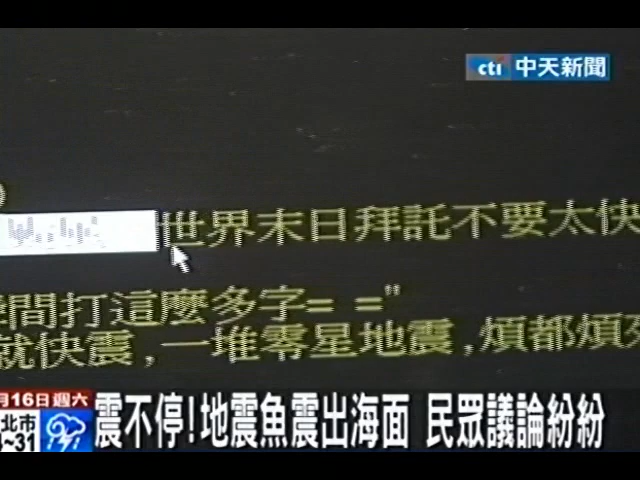 cti 中天新聞
世界末日拜託不要太快
間打這麼多字= ="
就快震,一堆零星地震,煩都煩死
月16日週六
北市
~31
震不停!地震魚震出海面 民眾議論紛紛